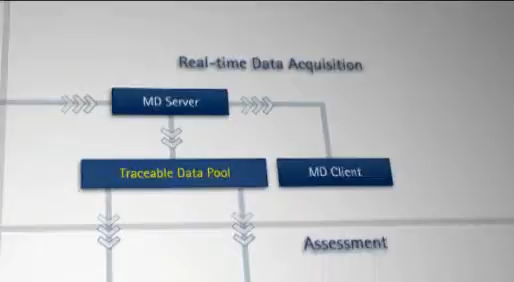 Real-time Data Acquisition
MD Server
Traceable Data Pool
MD Client
Assessment